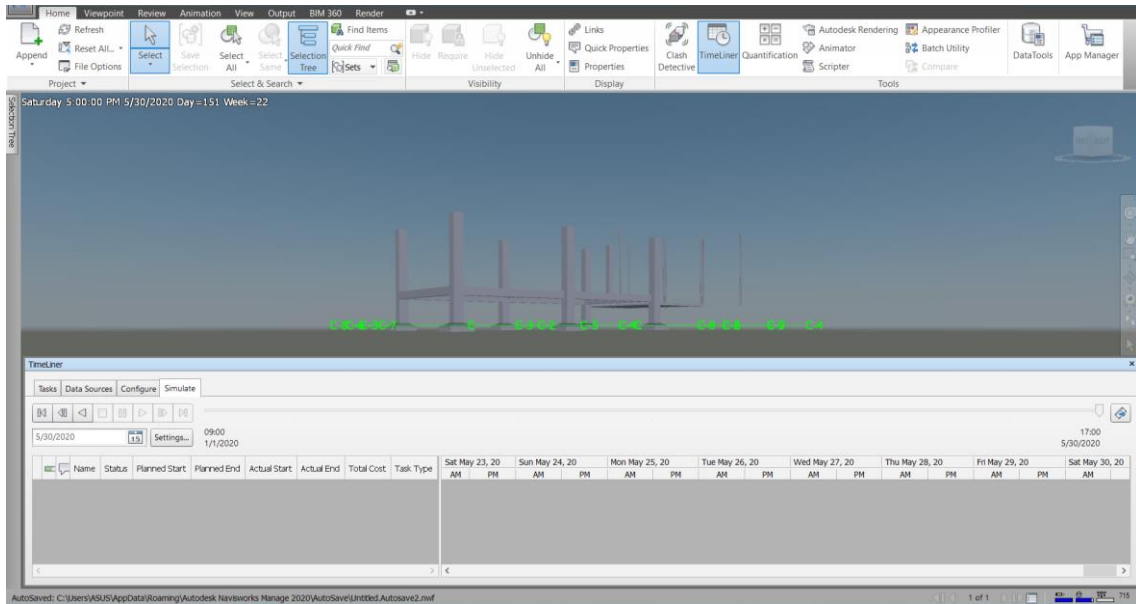 Home Viewpoint Review Animation View Output BIM 360 Render
Append
Refresh
Reset All...
File Options
Project
Select
Save Selection
Select All
Select Same
Selection Tree
Find Items
Quick Find
Sets
Select & Search
Hide
Require
Hide Unselected
Unhide All
Visibility
Links
Quick Properties
Properties
Display
Clash Detective
TimeLiner
Quantification
Autodesk Rendering
Animator
Scripter
Appearance Profiler
Batch Utility
Compare
Tools
DataTools
App Manager
Selection Tree
Saturday 5:00:00 PM 5/30/2020 Day=151 Week=22
TimeLiner
Tasks Data Sources Configure Simulate
5/30/2020
15
Settings...
09:00
1/1/2020
17:00
5/30/2020
Name Status Planned Start Planned End Actual Start Actual End Total Cost Task Type
Sat May 23, 20 Sun May 24, 20 Mon May 25, 20 Tue May 26, 20 Wed May 27, 20 Thu May 28, 20 Fri May 29, 20 Sat May 30, 20
AM PM AM PM AM PM AM PM AM PM AM PM AM PM AM
AutoSaved: C:\Users\ASUS\AppData\Roaming\Autodesk Navisworks Manage 2020\AutoSave\Untitled.Autosave2.nwf
1 of 1
715